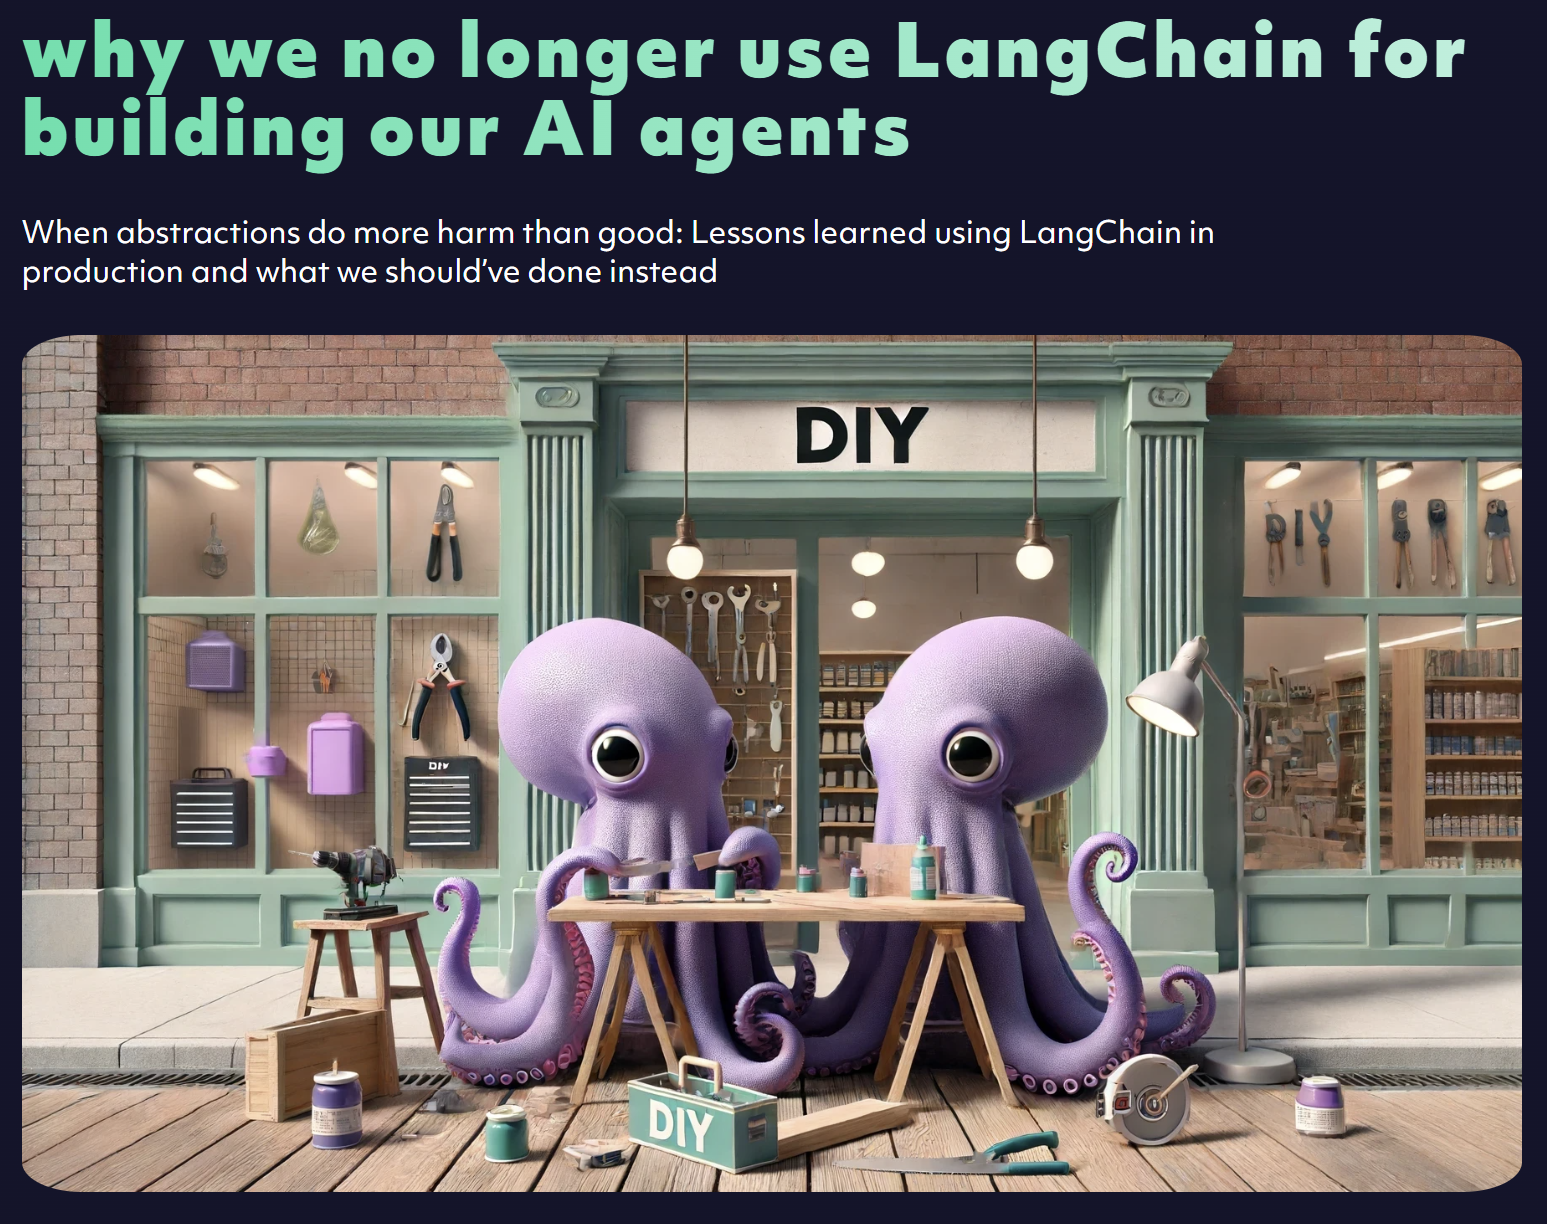 why we no longer use LangChain for
building our AI agents
When abstractions do more harm than good: Lessons learned using LangChain in
production and what we should’ve done instead
DIY
DIY
DIY
DIY